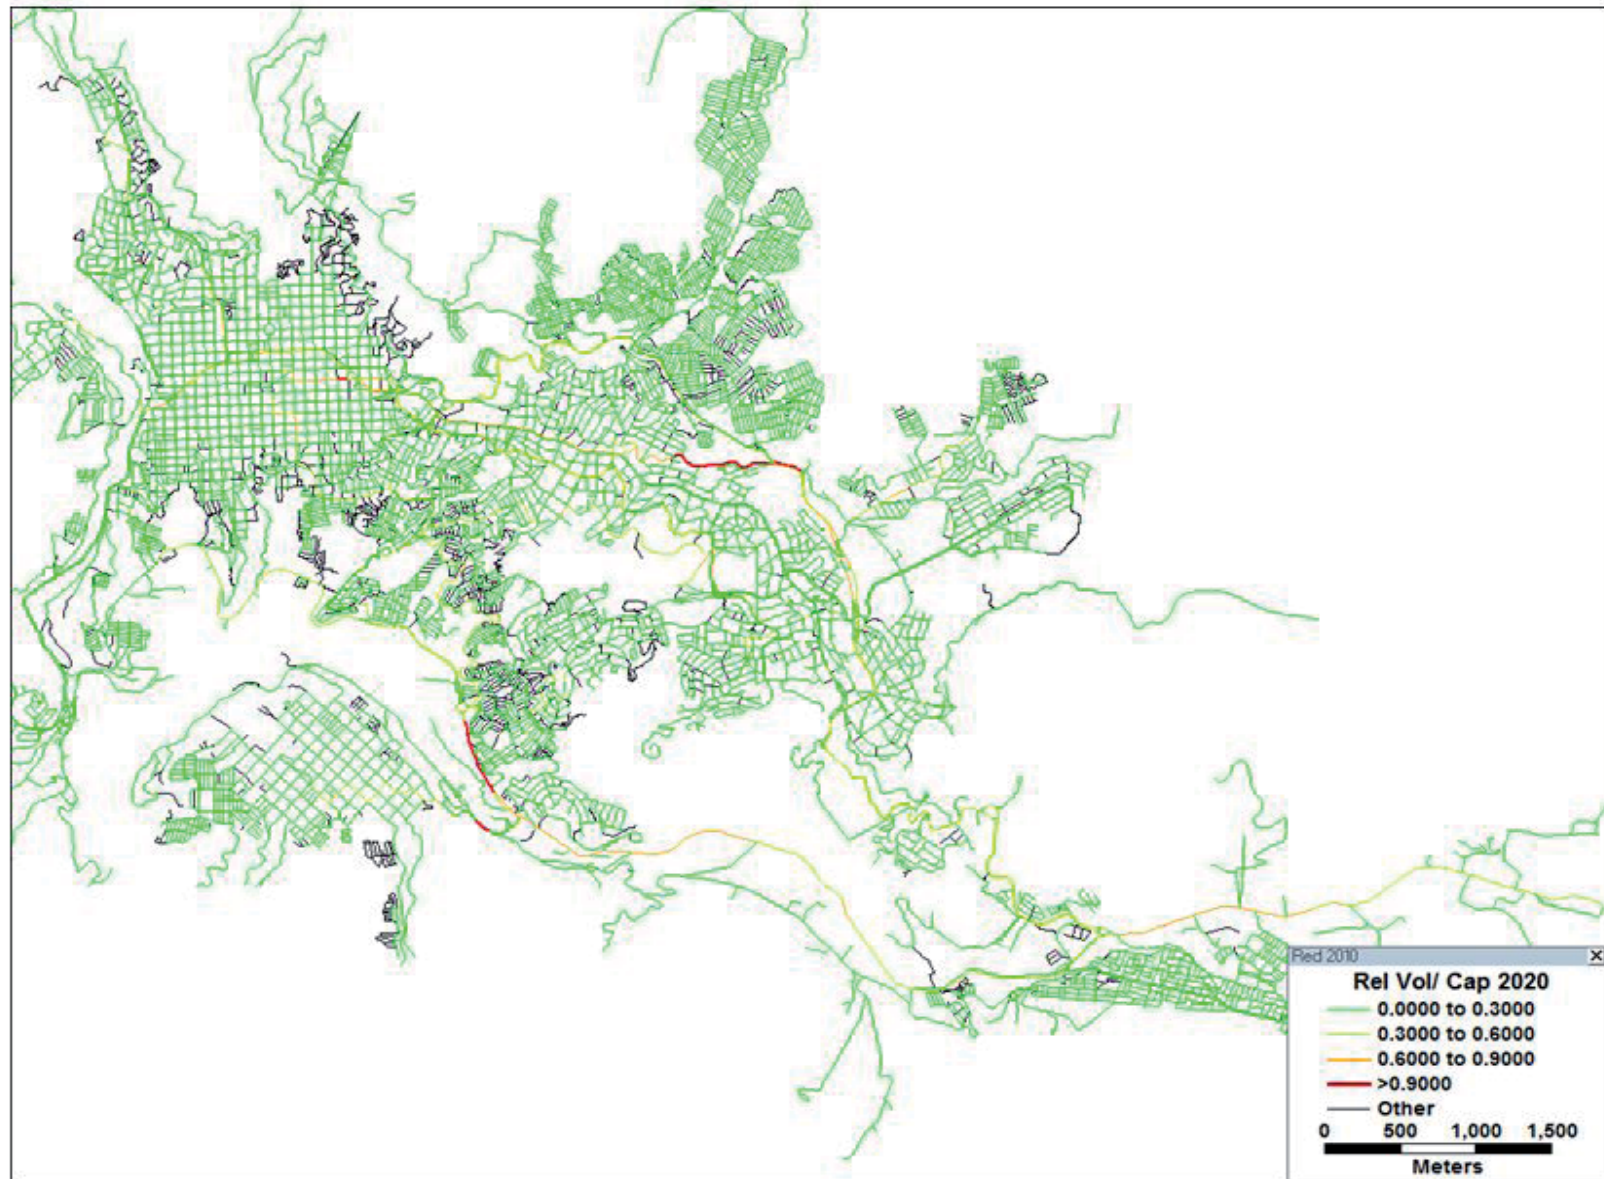 Red 2010
Rel Vol/ Cap 2020
0.0000 to 0.3000
0.3000 to 0.6000
0.6000 to 0.9000
>0.9000
Other
0 500 1,000 1,500
Meters